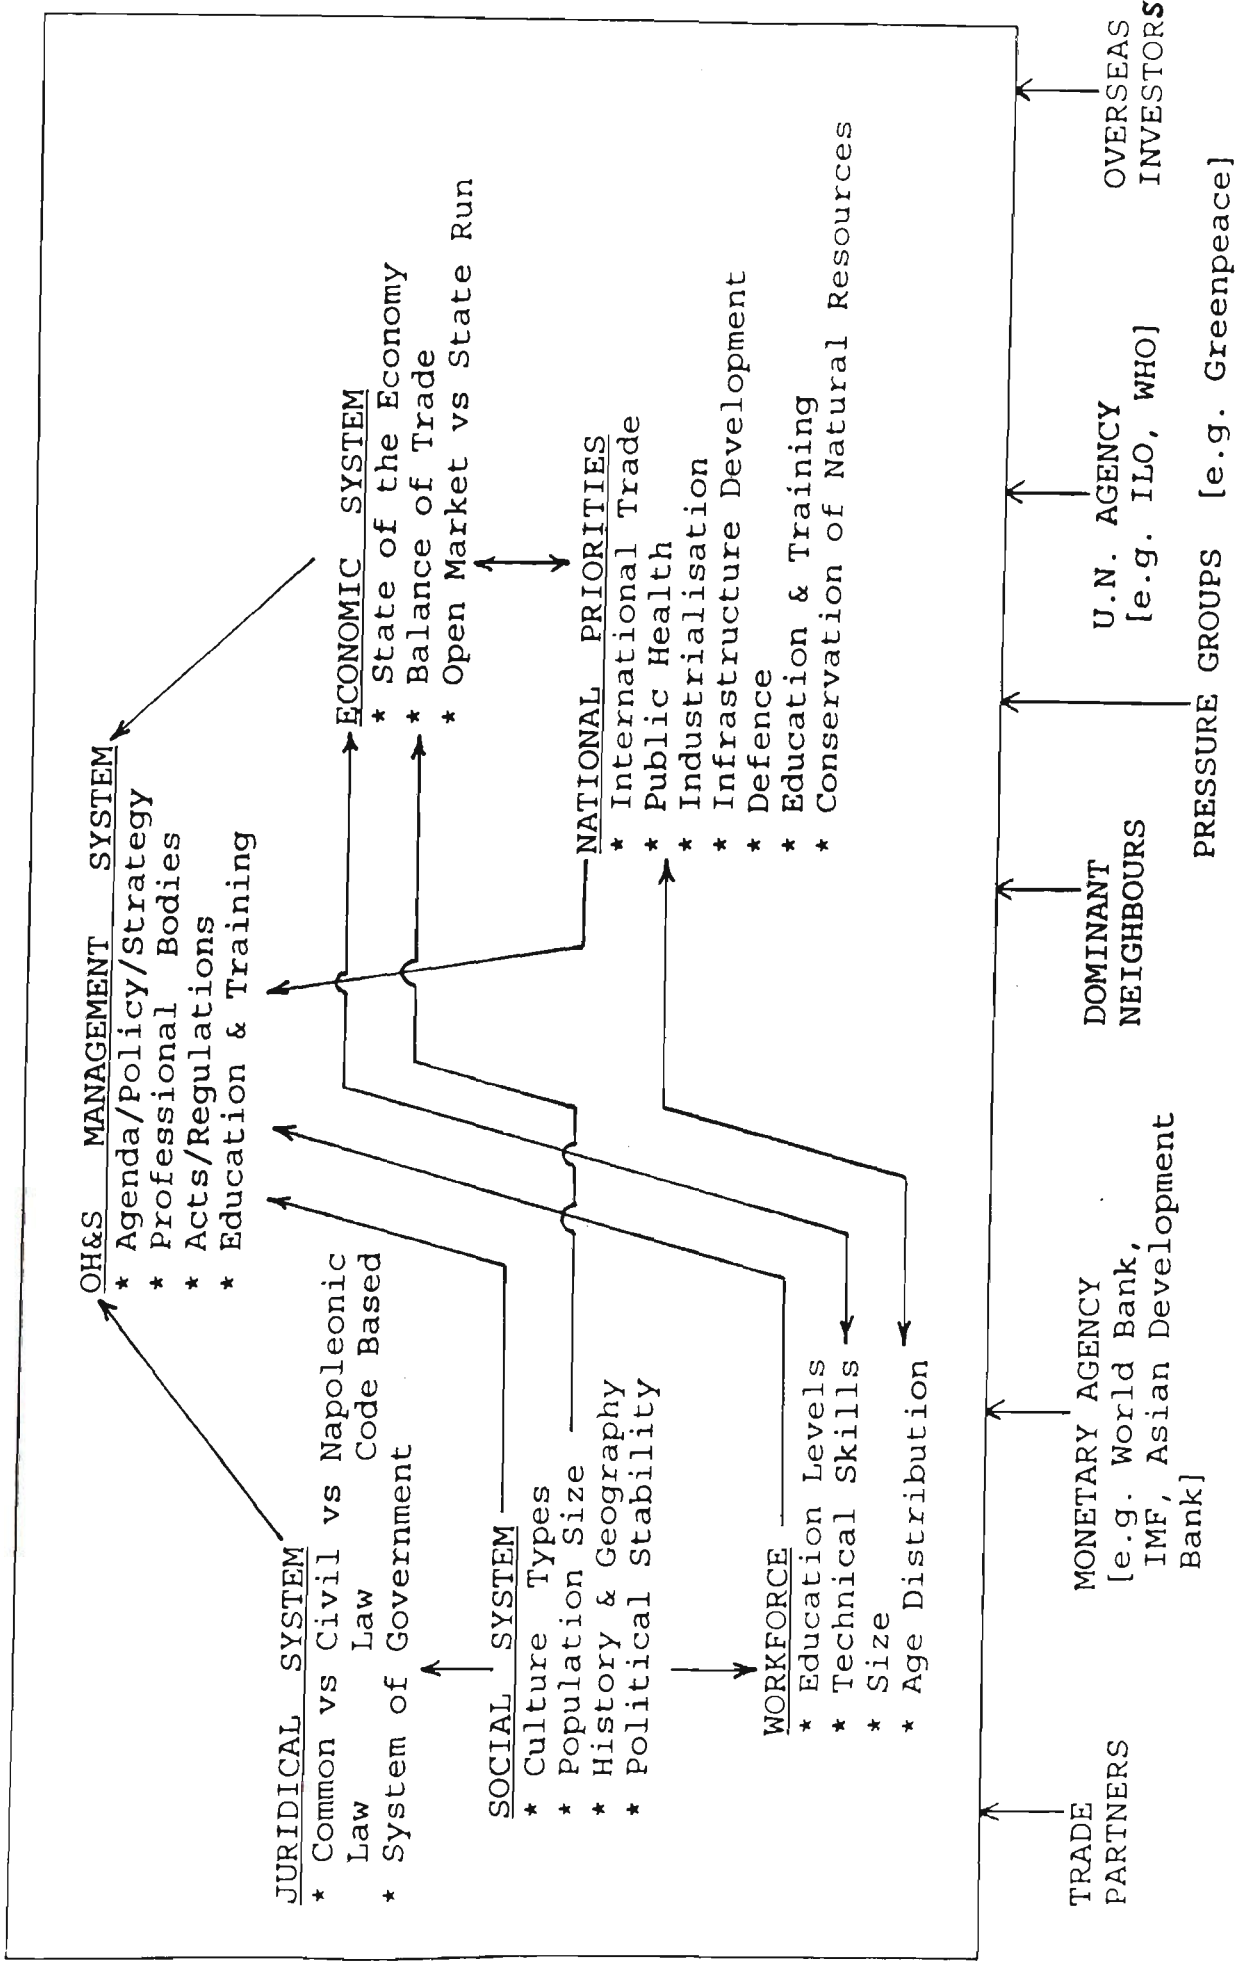 OH&S MANAGEMENT SYSTEM
* Agenda/Policy/Strategy
* Professional Bodies
* Acts/Regulations
* Education & Training
JURIDICAL SYSTEM
* Common vs Civil vs Napoleonic
Law Law Code Based
* System of Government
ECONOMIC SYSTEM
* State of the Economy
* Balance of Trade
* Open Market vs State Run
SOCIAL SYSTEM
* Culture Types
* Population Size
* History & Geography
* Political Stability
NATIONAL PRIORITIES
* International Trade
* Public Health
* Industrialisation
* Infrastructure Development
* Defence
* Education & Training
* Conservation of Natural Resources
WORKFORCE
* Education Levels
* Technical Skills
* Size
* Age Distribution
TRADE
PARTNERS
MONETARY AGENCY
[e.g. World Bank,
IMF, Asian Development
Bank]
DOMINANT
NEIGHBOURS
U.N. AGENCY
[e.g. ILO, WHO]
OVERSEAS
INVESTORS
PRESSURE GROUPS [e.g. Greenpeace]